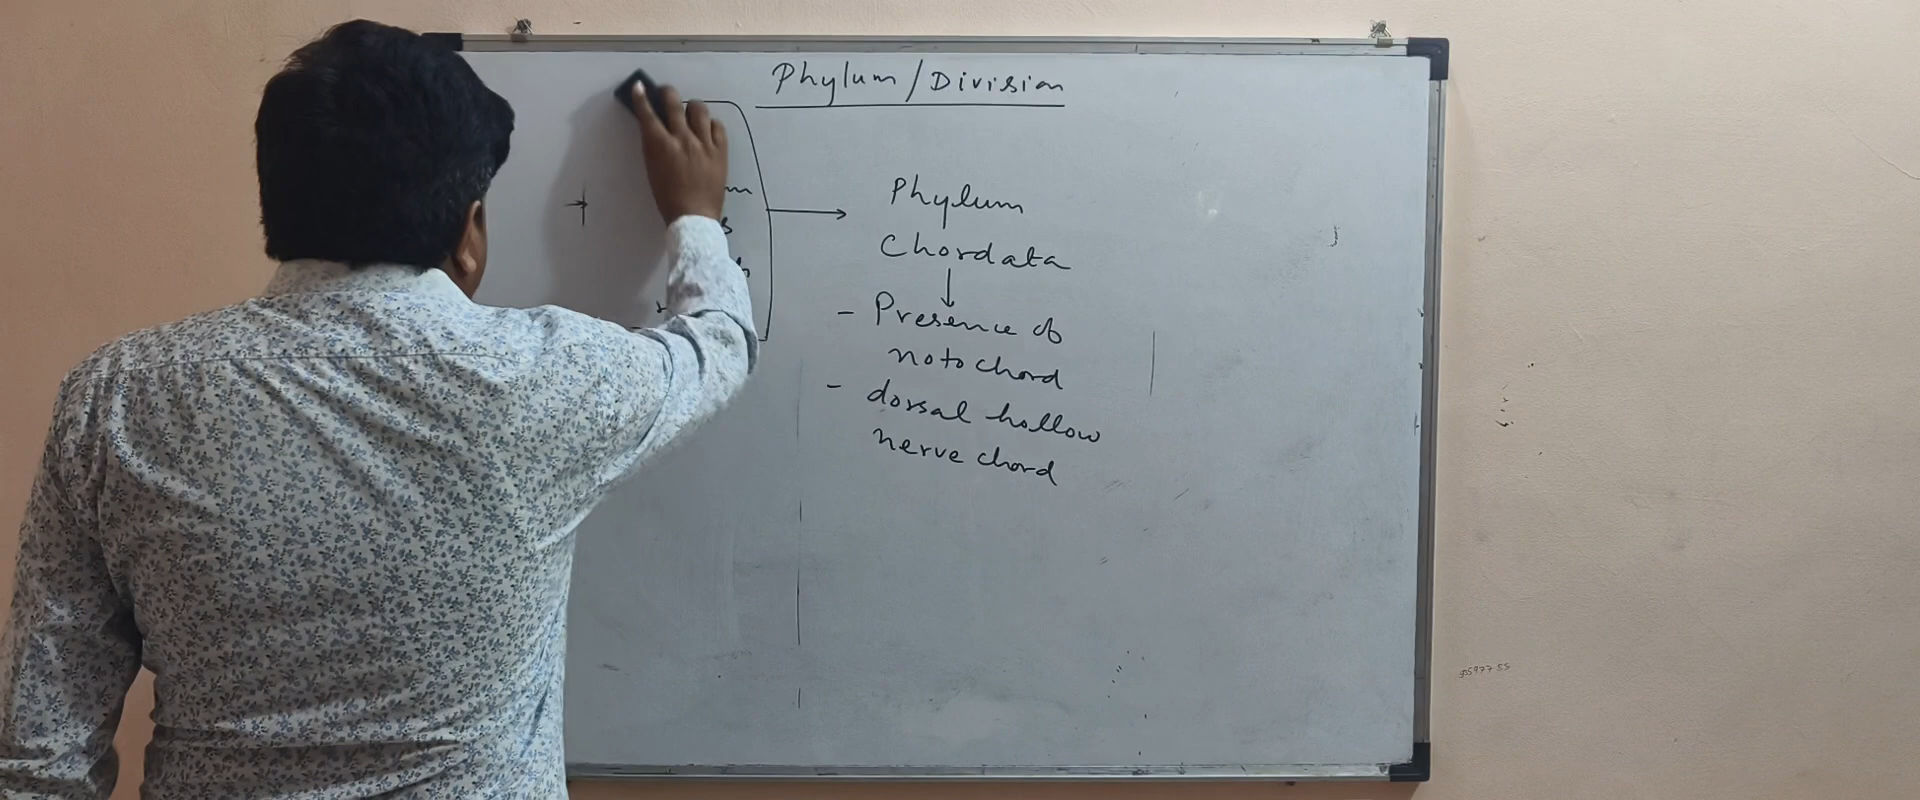 Phylum/Division
Phylum
Chordata
- Presence of
notochord
- dorsal hollow
nerve chord